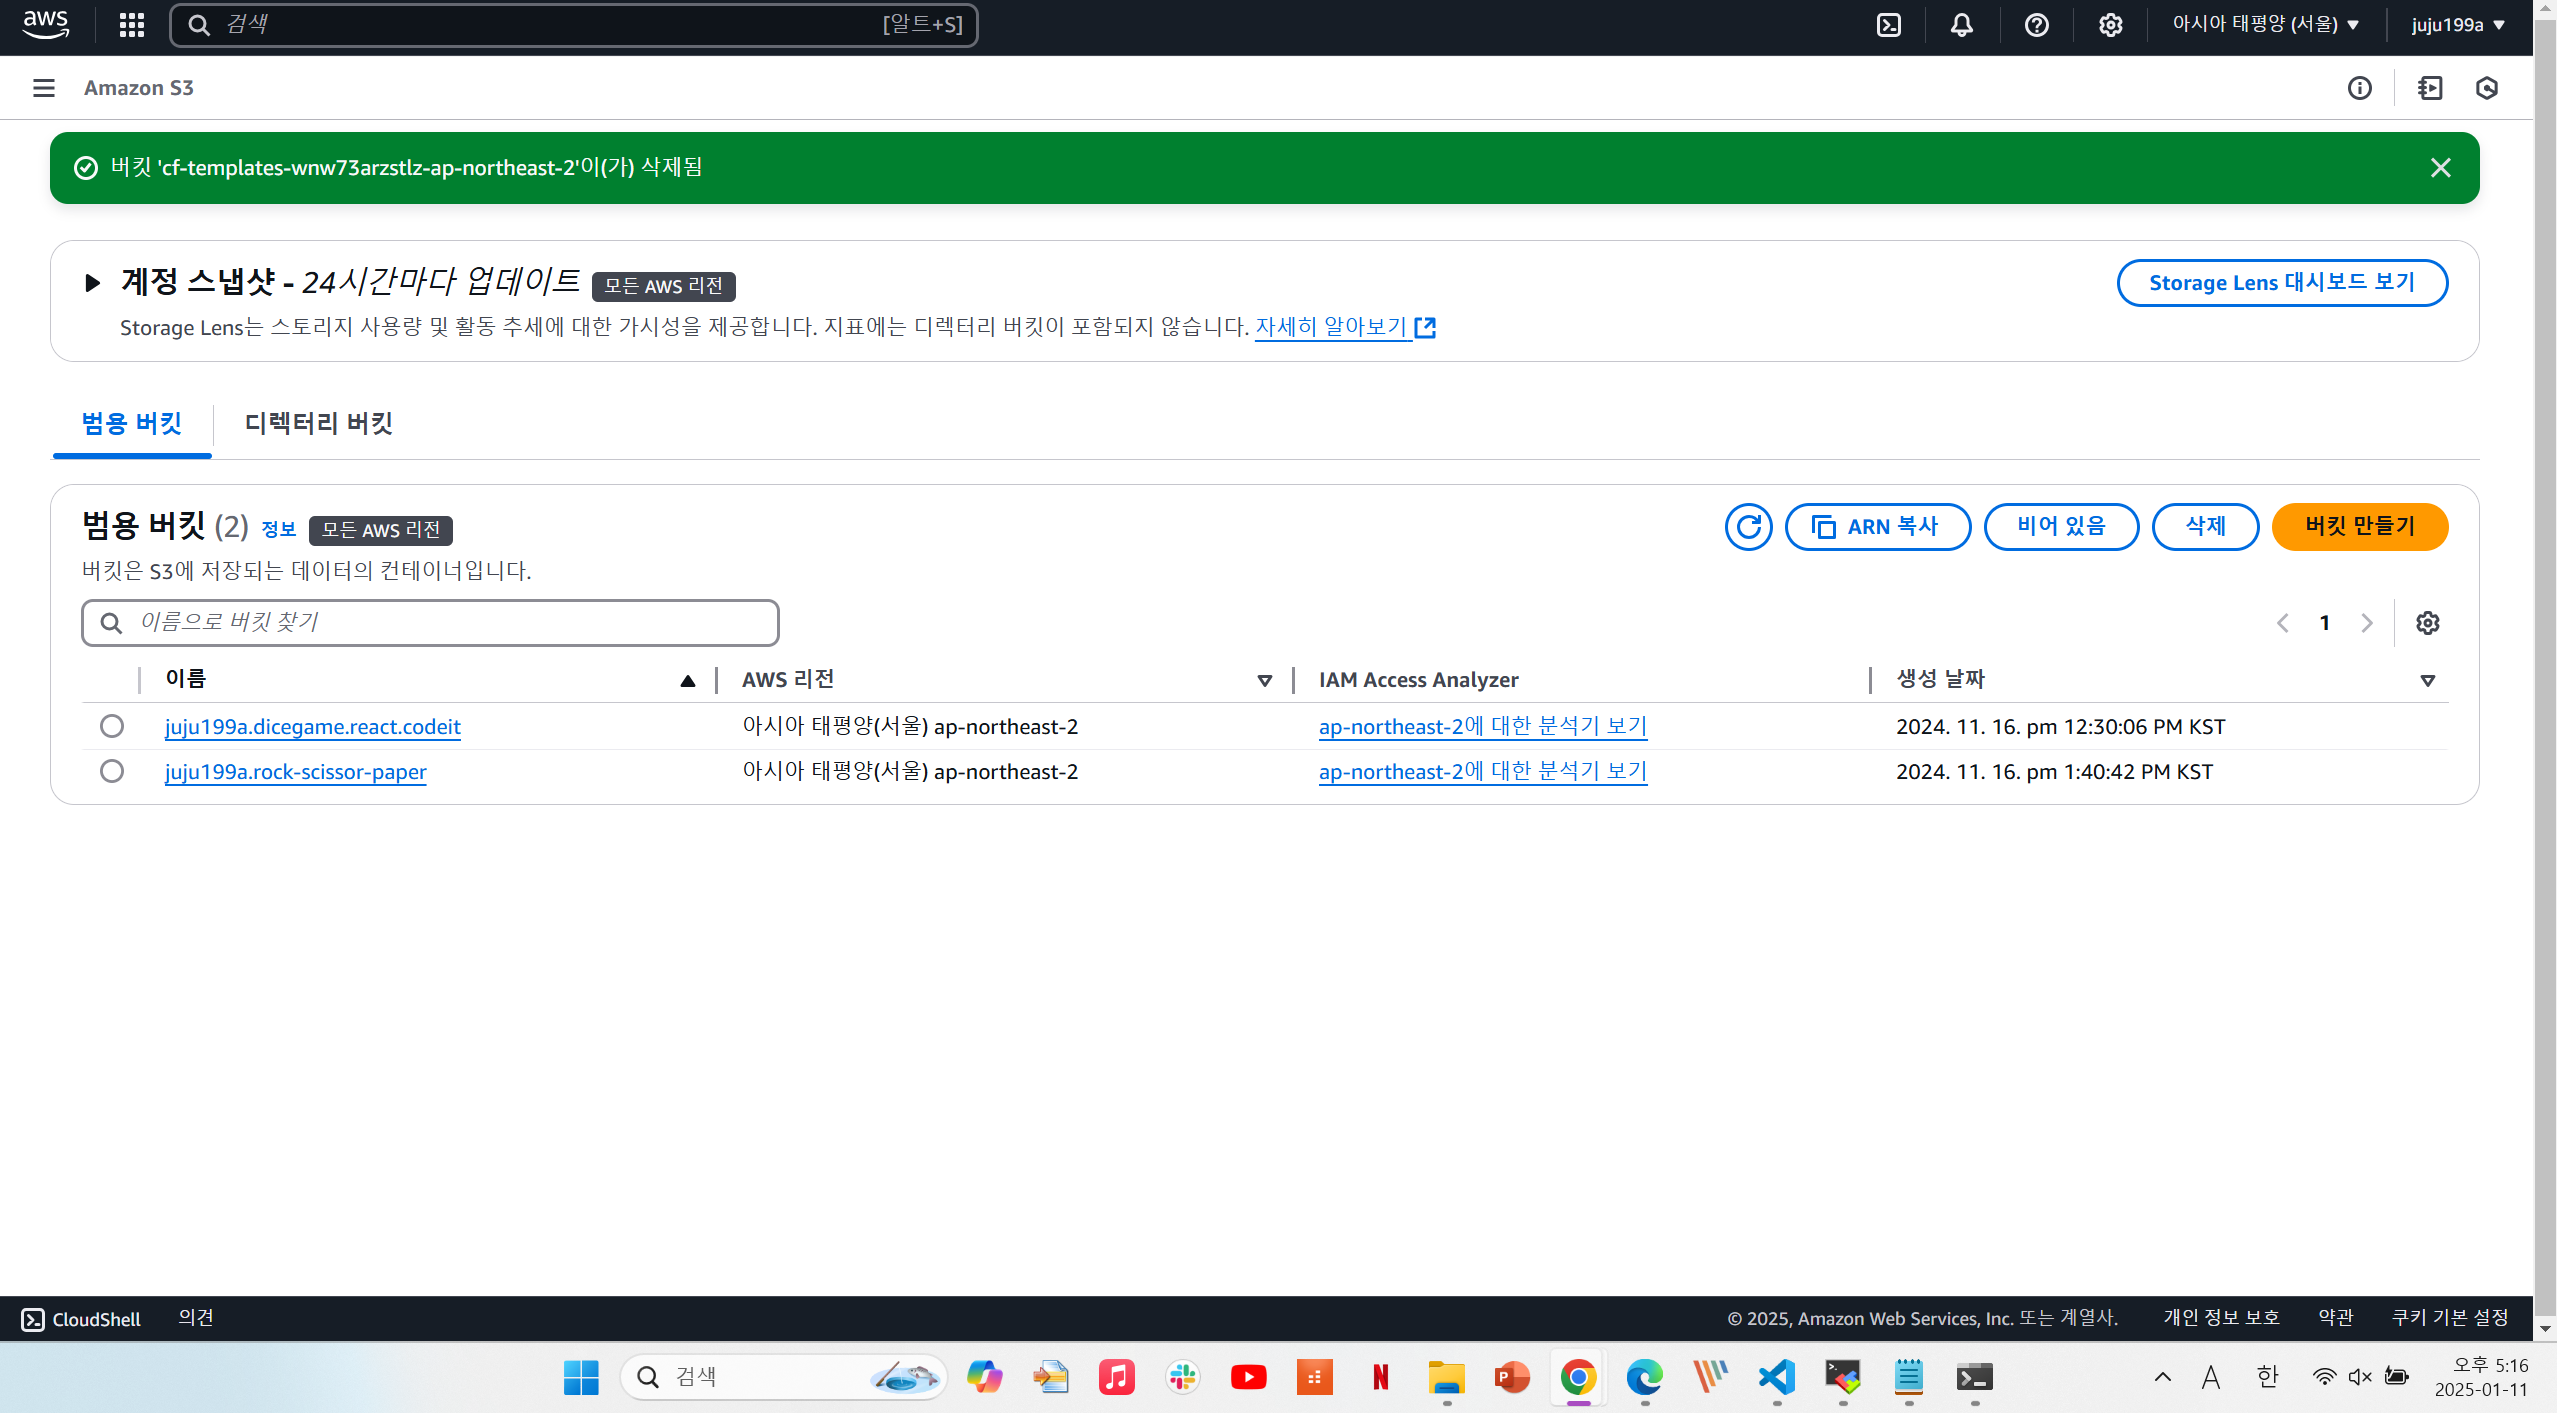 aws
검색
[알트+S]
아시아 태평양 (서울)
juju199a
Amazon S3
버킷 'cf-templates-wnw73arzstlz-ap-northeast-2'이(가) 삭제됨
계정 스냅샷 - 24시간마다 업데이트 모든 AWS 리전
Storage Lens 대시보드 보기
Storage Lens는 스토리지 사용량 및 활동 추세에 대한 가시성을 제공합니다. 지표에는 디렉터리 버킷이 포함되지 않습니다. 자세히 알아보기
범용 버킷
디렉터리 버킷
범용 버킷 (2) 정보 모든 AWS 리전
ARN 복사
비어 있음
삭제
버킷 만들기
버킷은 S3에 저장되는 데이터의 컨테이너입니다.
이름으로 버킷 찾기
1
이름 AWS 리전 IAM Access Analyzer 생성 날짜
juju199a.dicegame.react.codeit 아시아 태평양(서울) ap-northeast-2 ap-northeast-2에 대한 분석기 보기 2024. 11. 16. pm 12:30:06 PM KST
juju199a.rock-scissor-paper 아시아 태평양(서울) ap-northeast-2 ap-northeast-2에 대한 분석기 보기 2024. 11. 16. pm 1:40:42 PM KST
CloudShell
의견
© 2025, Amazon Web Services, Inc. 또는 계열사.
개인 정보 보호
약관
쿠키 기본 설정
검색
N
P
A
한
오후 5:16
2025-01-11